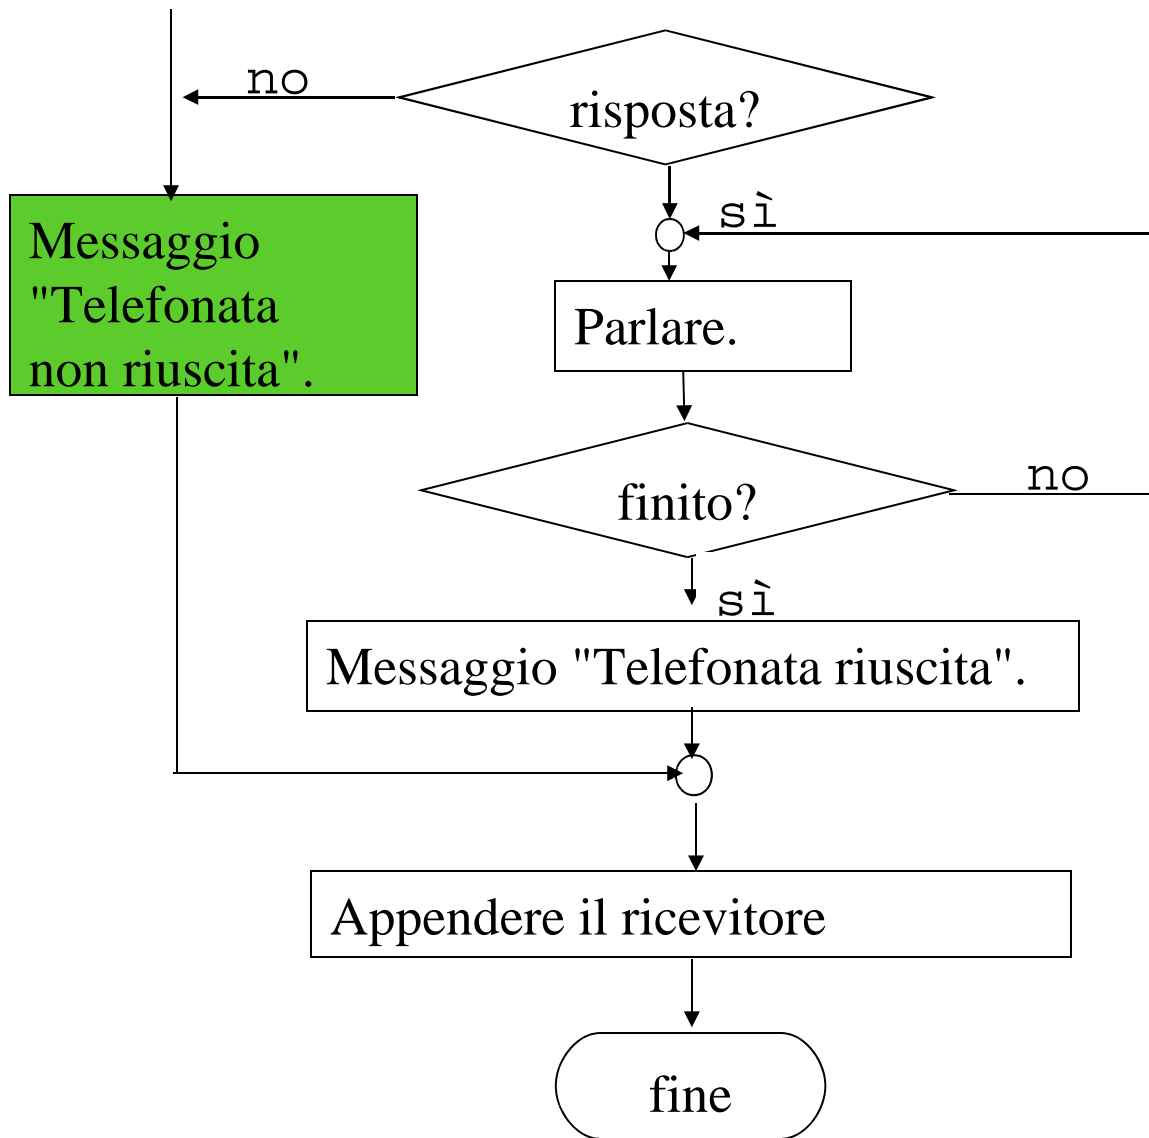 no
risposta?
sì
Messaggio
"Telefonata
non riuscita".
Parlare.
finito?
no
sì
Messaggio "Telefonata riuscita".
Appendere il ricevitore
fine